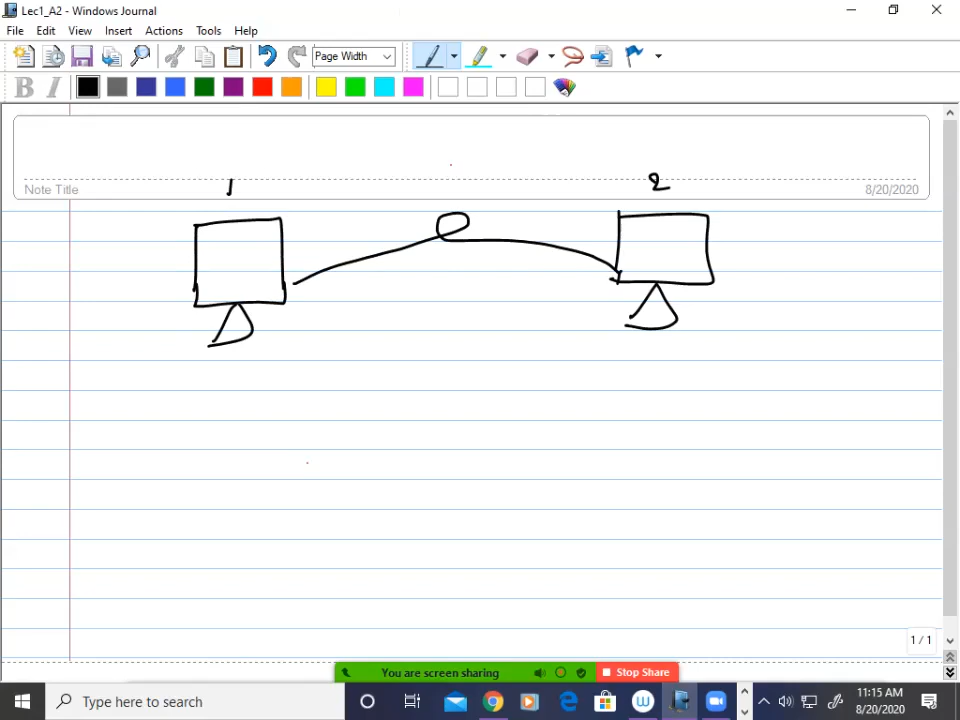 Lec1_A2 - Windows Journal
File Edit View Insert Actions Tools Help
Page Width
B I
1
2
Note Title
8/20/2020
1 / 1
You are screen sharing
Stop Share
Type here to search
11:15 AM
8/20/2020